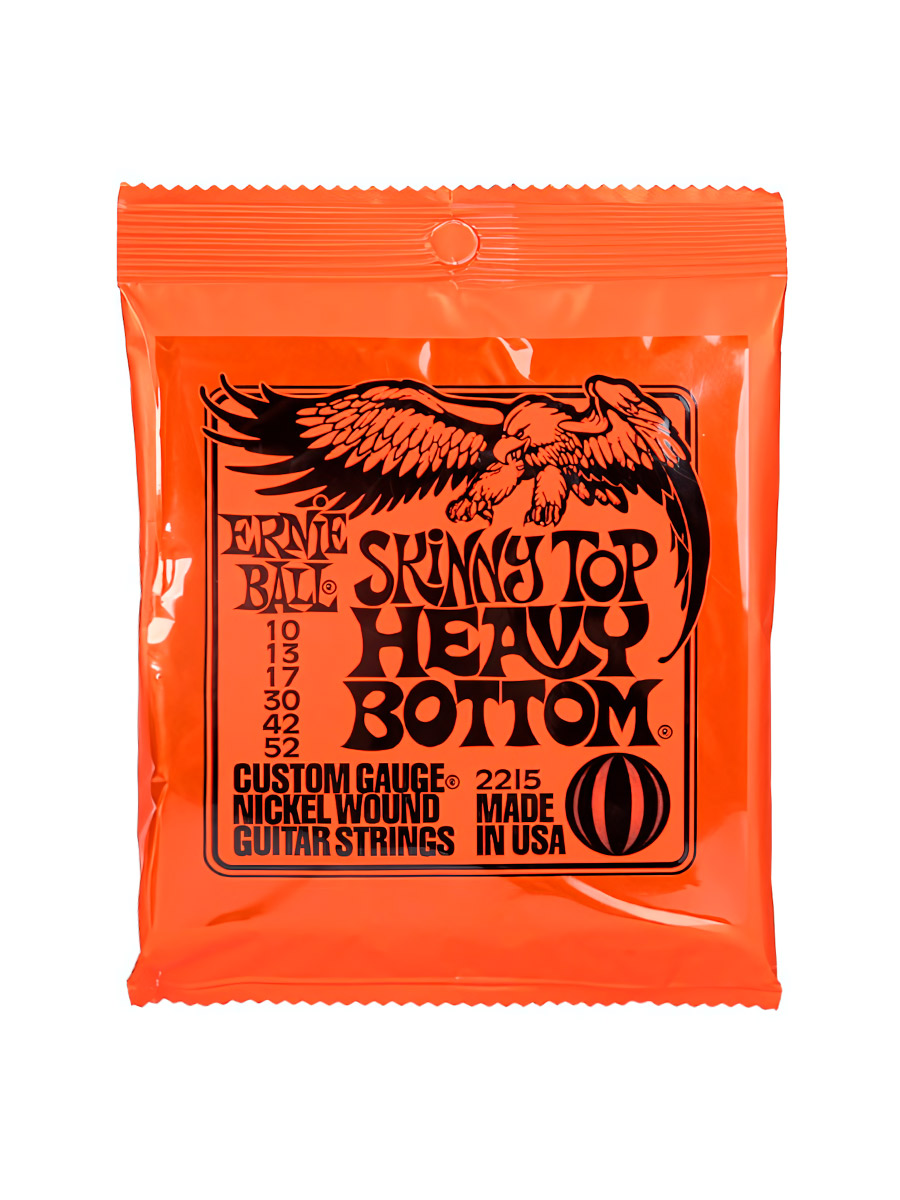 ERNIE
BALL®
10
13
17
30
42
52
SKINNY TOP
HEAVY
BOTTOM®
CUSTOM GAUGE®
NICKEL WOUND
GUITAR STRINGS
2215
MADE
IN USA